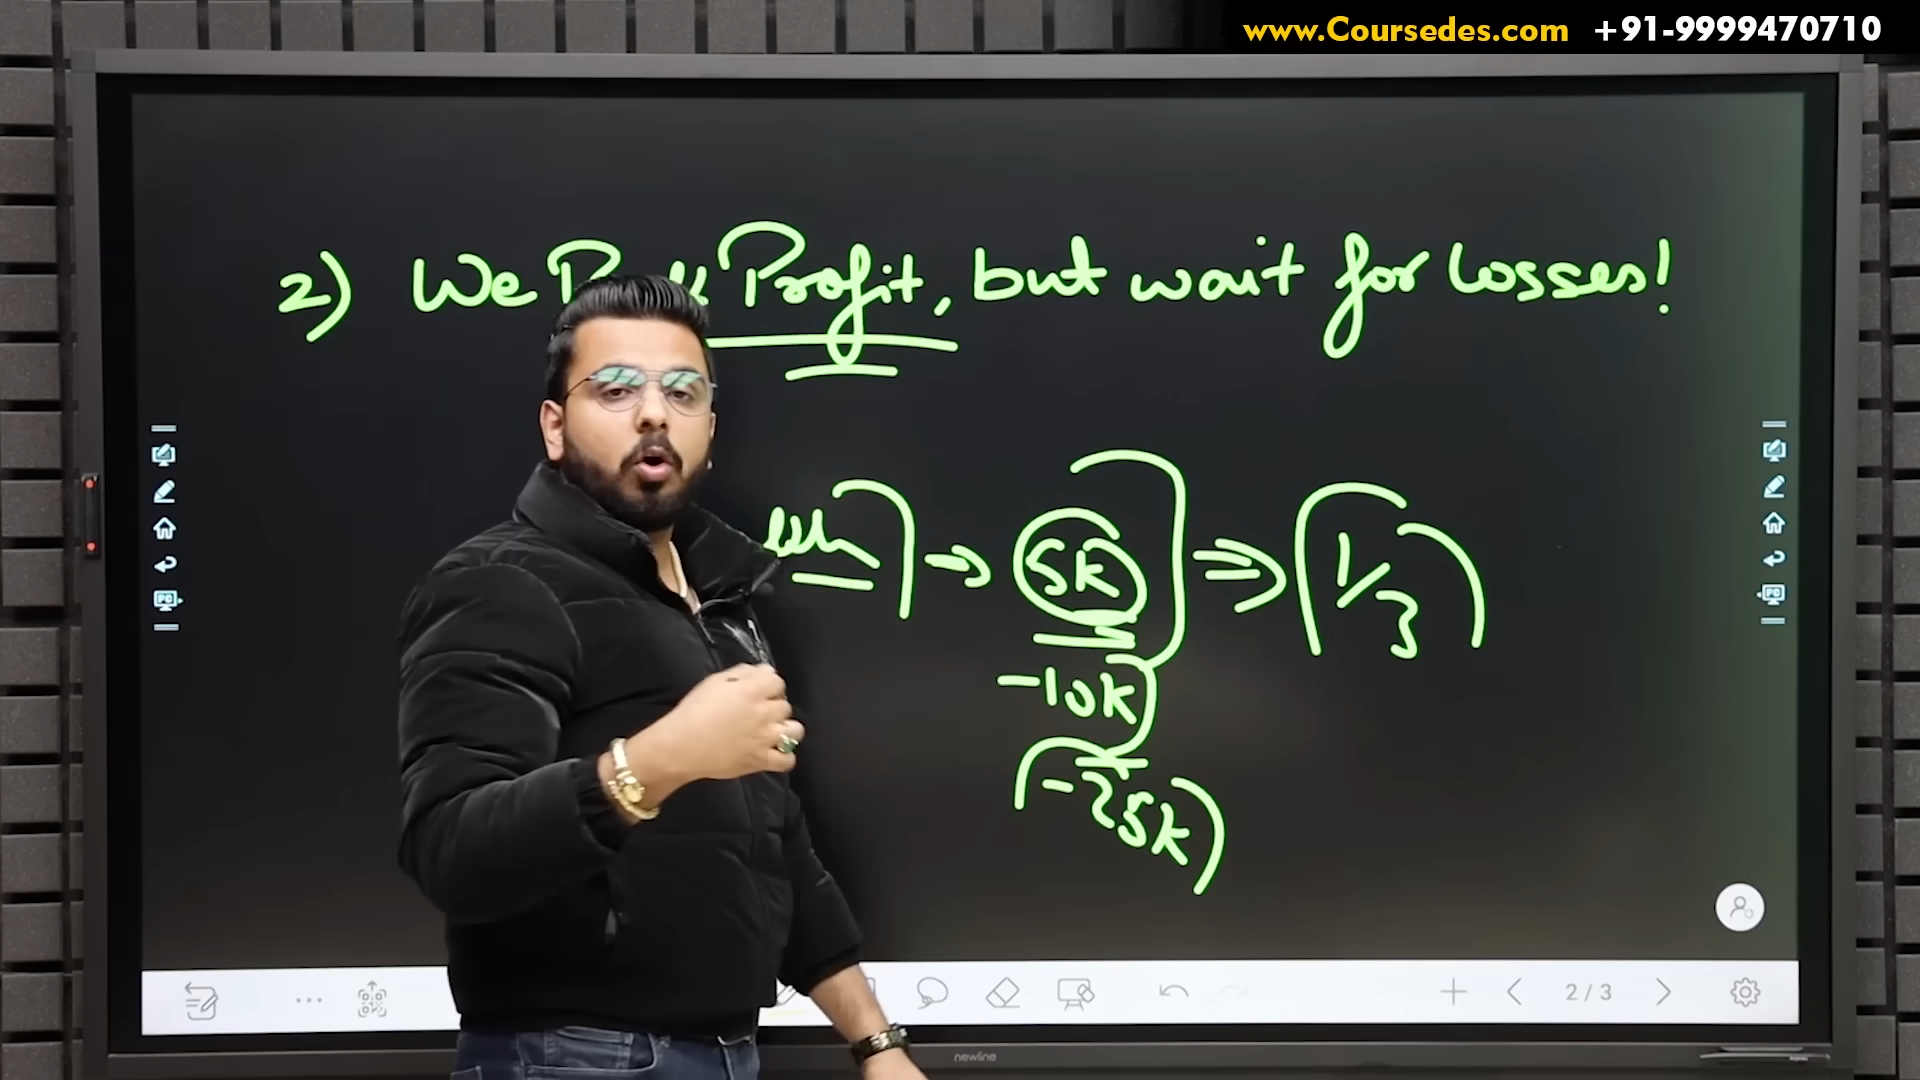 www.Coursedes.com +91-9999470710
2) We Profit, but wait for losses!
→ 5k ⇒ 1/3
-10k
-25k
2/3
newline